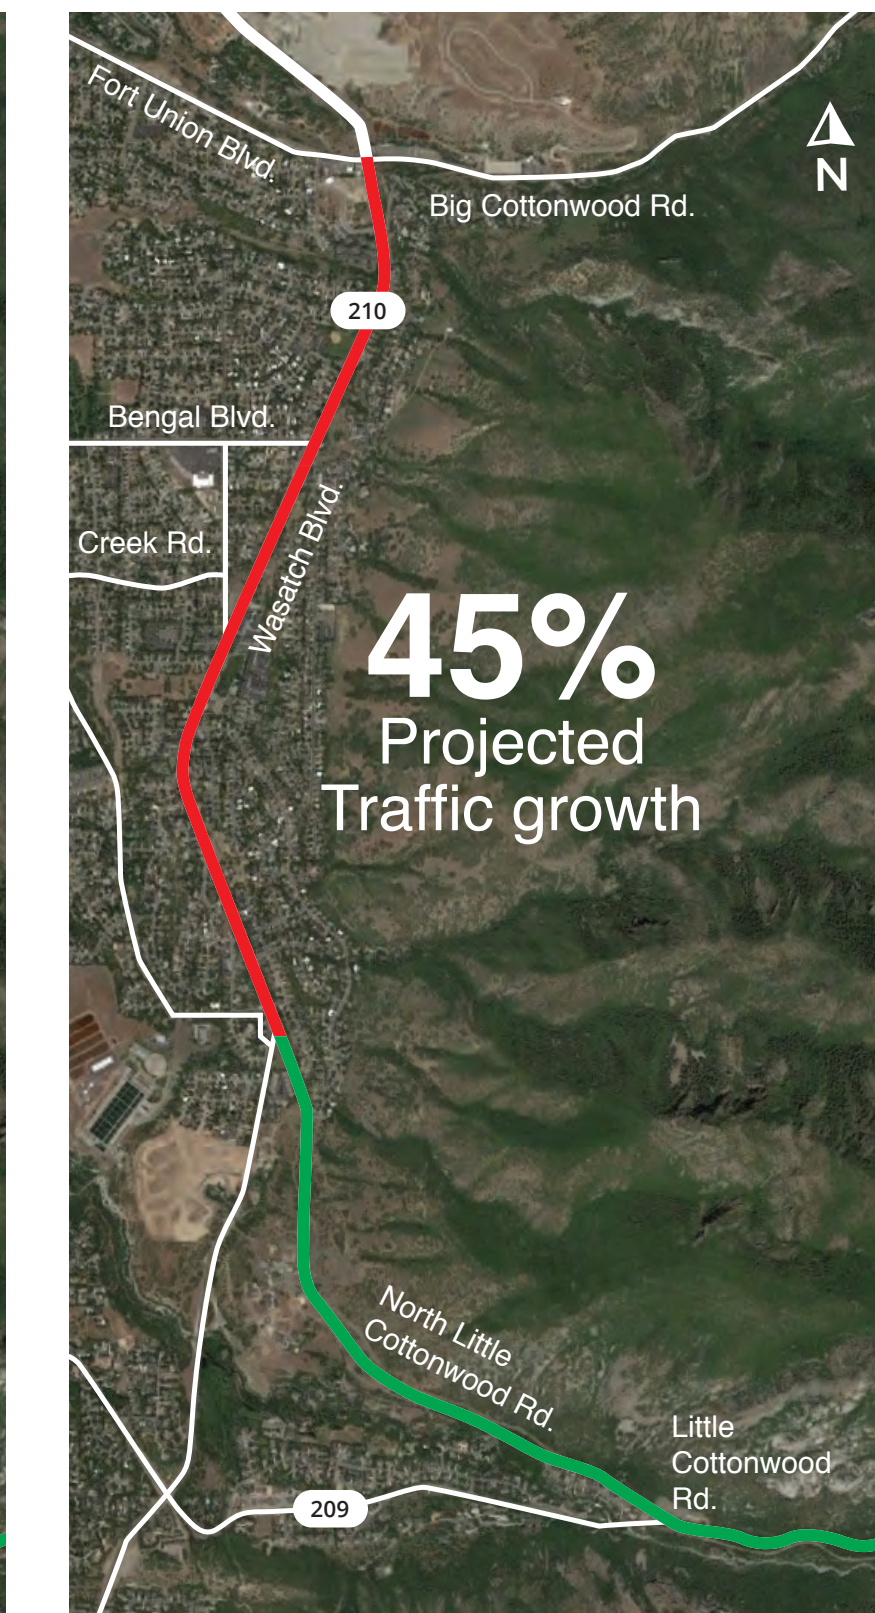 Fort Union Blvd.
N
Big Cottonwood Rd.
210
Bengal Blvd.
Wasatch Blvd.
Creek Rd.
45%
Projected
Traffic growth
North Little
Cottonwood Rd.
Little
Cottonwood
Rd.
209